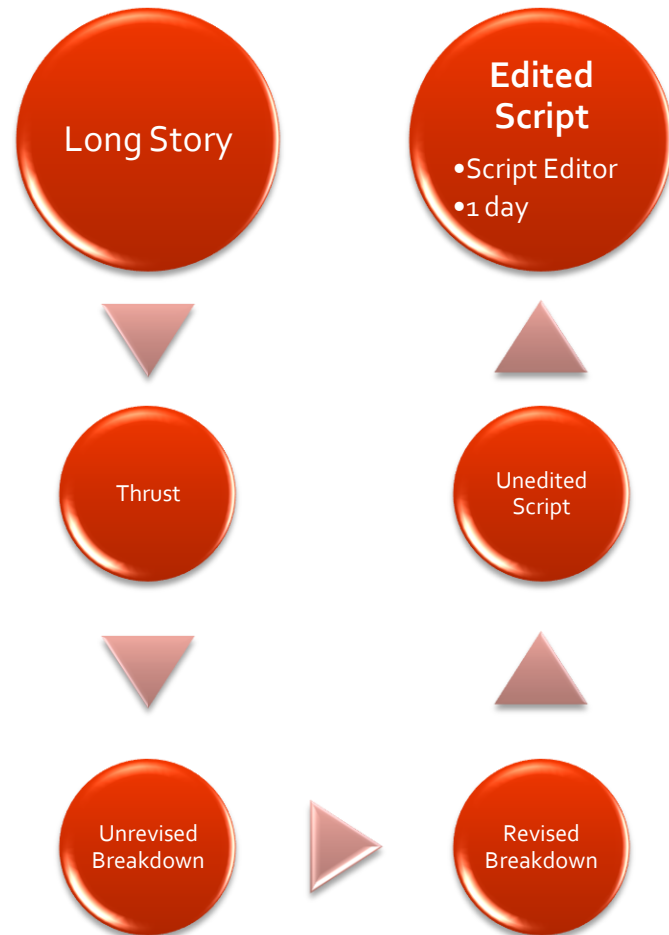 Long Story
Thrust
Unrevised
Breakdown
Revised
Breakdown
Unedited
Script
Edited
Script
•Script Editor
•1 day